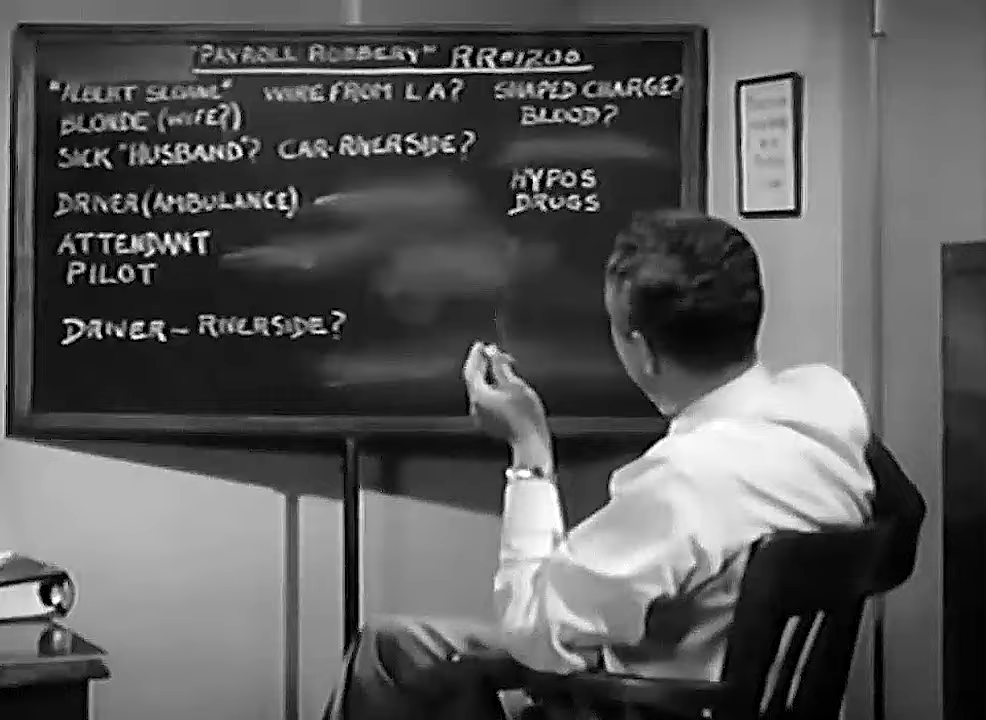 "PAYROLL ROBBERY" RR#1200
"ALBERT SLOANE" WIRE FROM L A? SHAPED CHARGE?
BLONDE (WIFE?) BLOOD?
SICK "HUSBAND"? CAR-RIVERSIDE?
HYPOS
DRIVER (AMBULANCE) DRUGS
ATTENDANT
PILOT
DRIVER - RIVERSIDE?